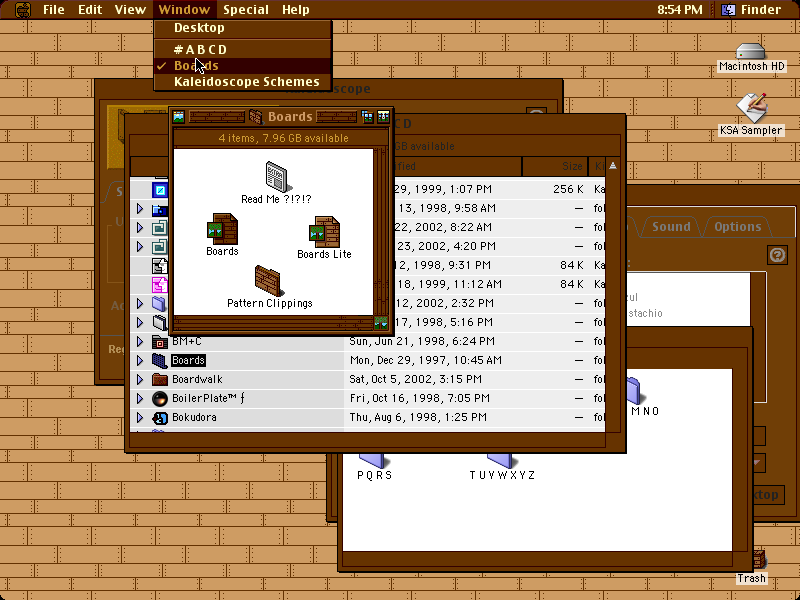 File Edit View Window Special Help 8:54 PM Finder
Desktop
# A B C D
Boards
Kaleidoscope Schemes
Macintosh HD
KSA Sampler
Boards
4 items, 7.96 GB available
Read Me ?!?!?
Boards
Boards Lite
Pattern Clippings
C D
GB available
Size
29, 1999, 1:07 PM 256 K Ka
13, 1998, 9:58 AM — fol
22, 2002, 8:22 AM — fol
23, 2002, 4:20 PM — fol
12, 1998, 9:31 PM 84 K Ka
18, 1999, 11:12 AM 84 K Ka
12, 2002, 2:32 PM — fol
17, 1998, 5:16 PM — fol
BM+C Sun, Jun 21, 1998, 6:24 PM — fol
Boards Mon, Dec 29, 1997, 10:45 AM — fol
Boardwalk Sat, Oct 5, 2002, 3:15 PM — fol
BoilerPlate™ ƒ Fri, Oct 16, 1998, 7:05 PM — fol
Bokudora Thu, Aug 6, 1998, 1:25 PM — fol
Sound Options
zul
stachio
M N O
P Q R S
T U V W X Y Z
ktop
Trash